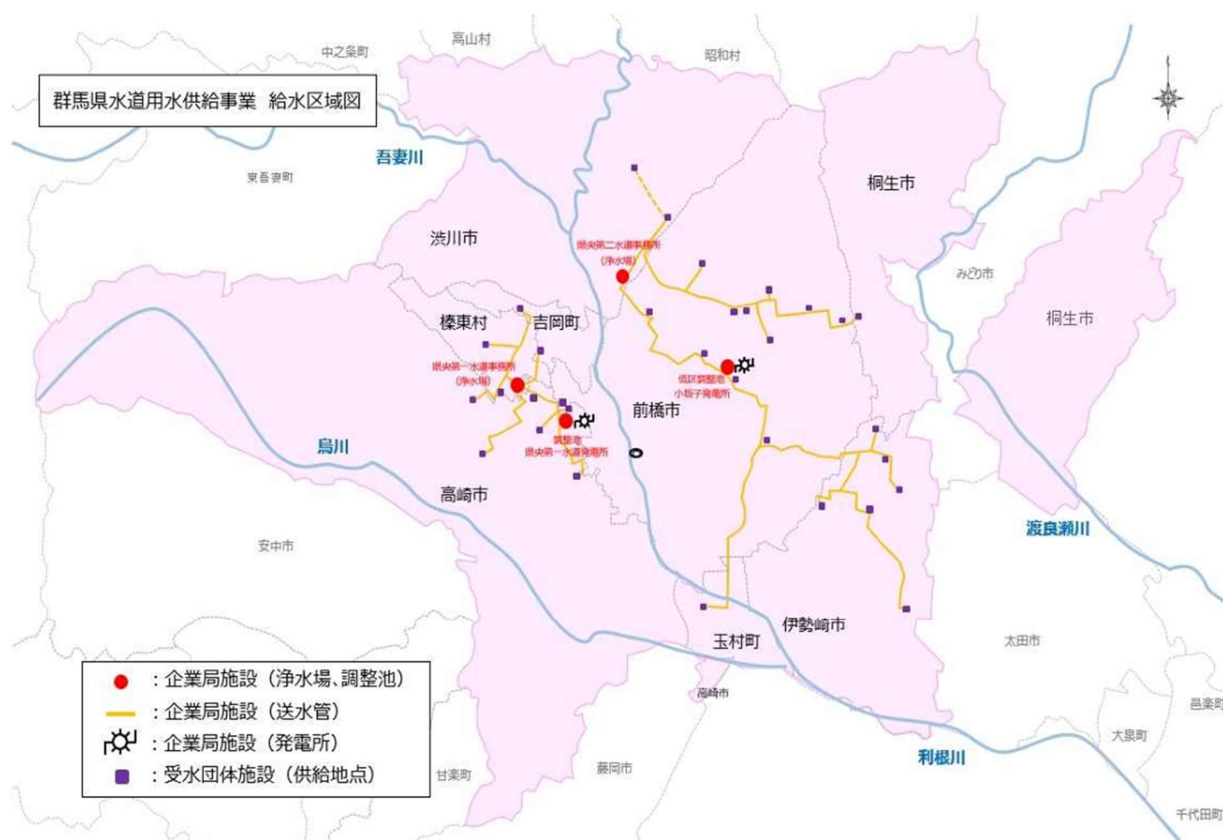 高山村
昭和村
中之条町
群馬県水道用水供給事業 給水区域図
吾妻川
東吾妻町
桐生市
渋川市
県央第二水道事務所
(浄水場)
みどり市
桐生市
榛東村
吉岡町
県央第一水道事務所
(浄水場)
低区調整池
小坂子発電所
前橋市
調整池
県央第一水道発電所
烏川
高崎市
安中市
渡良瀬川
伊勢崎市
玉村町
太田市
高崎市
邑楽町
大泉町
利根川
甘楽町
藤岡市
千代田町
：企業局施設（浄水場、調整池）
：企業局施設（送水管）
：企業局施設（発電所）
：受水団体施設（供給地点）